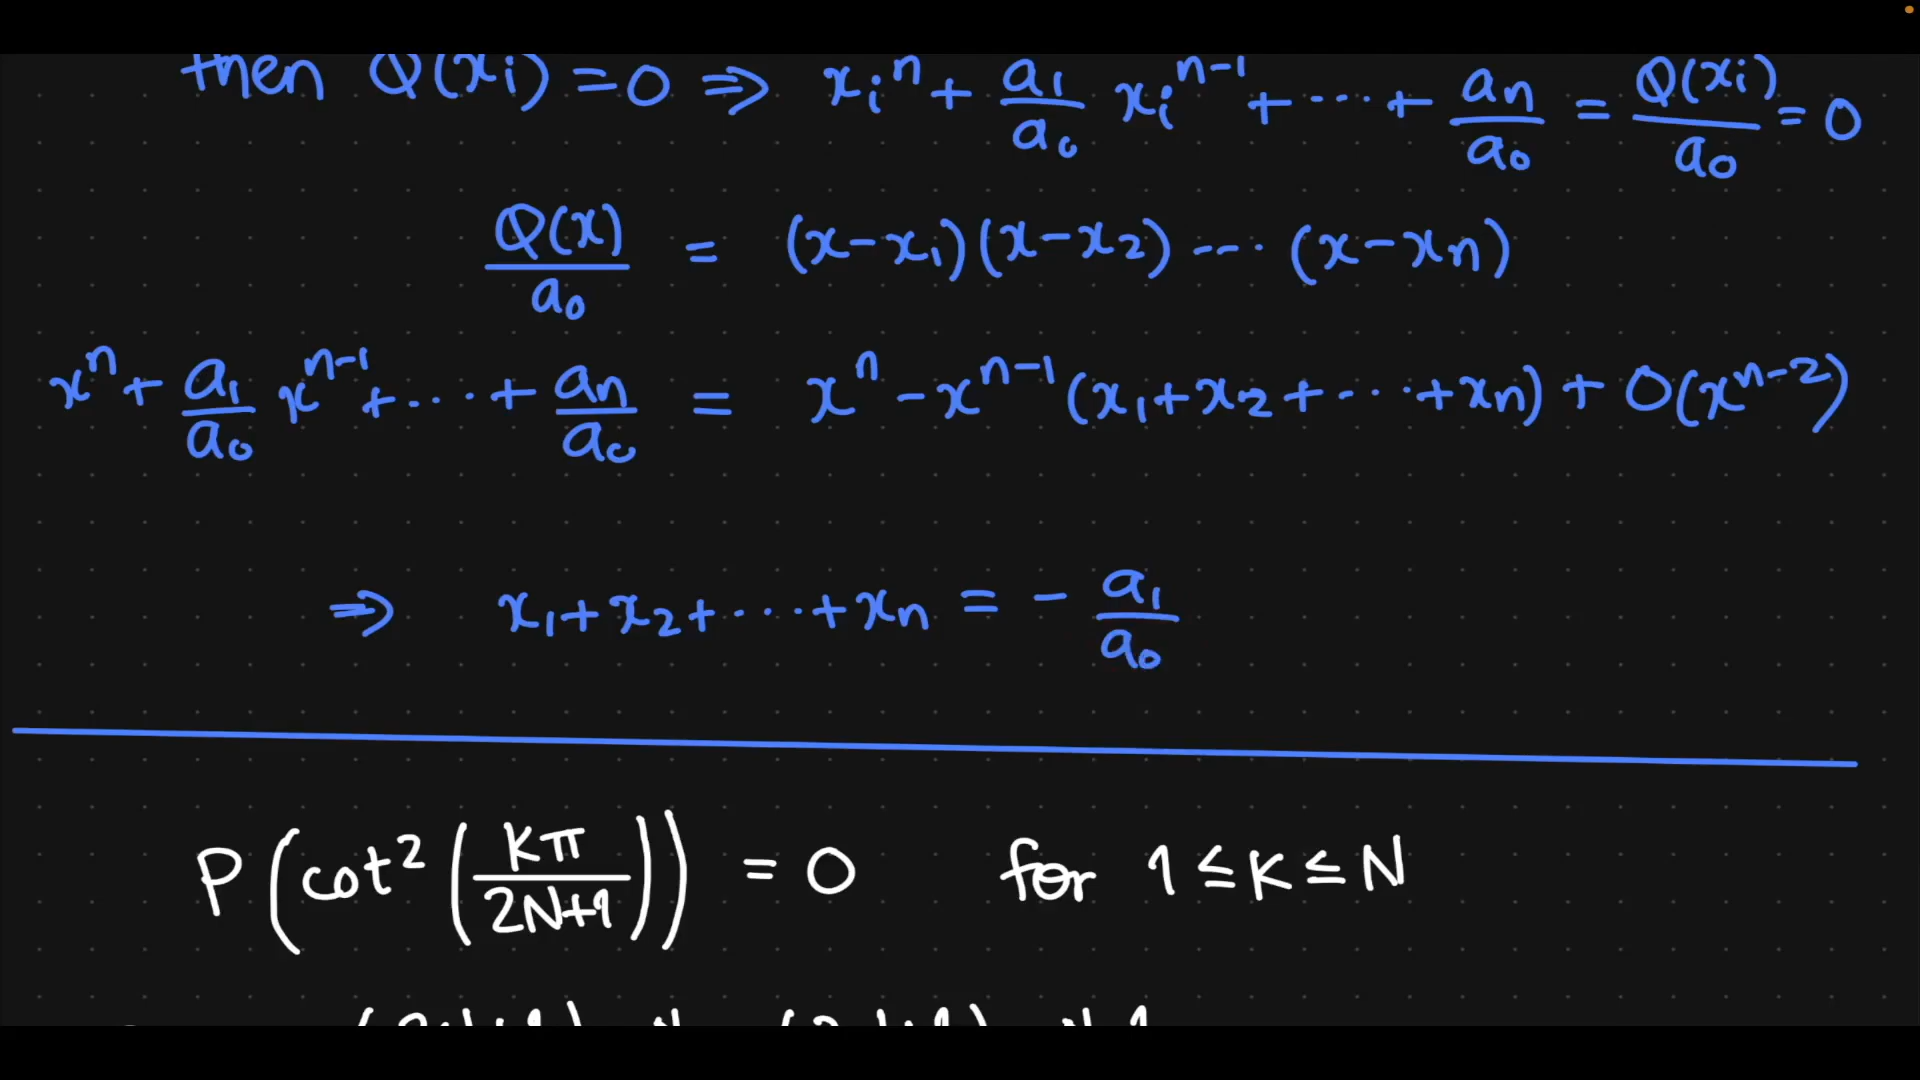 then Q(xᵢ) = 0 ⇒ xᵢⁿ + a₁/a₀ xᵢⁿ⁻¹ + ⋯ + aₙ/a₀ = Q(xᵢ)/a₀ = 0
Q(x)/a₀ = (x-x₁)(x-x₂) ⋯ (x-xₙ)
xⁿ + a₁/a₀ xⁿ⁻¹ + ⋯ + aₙ/a₀ = xⁿ - xⁿ⁻¹ (x₁+x₂+⋯+xₙ) + O(xⁿ⁻²)
⇒ x₁+x₂+⋯+xₙ = - a₁/a₀
P(cot²(kπ/(2N+1))) = 0 for 1 ≤ k ≤ N